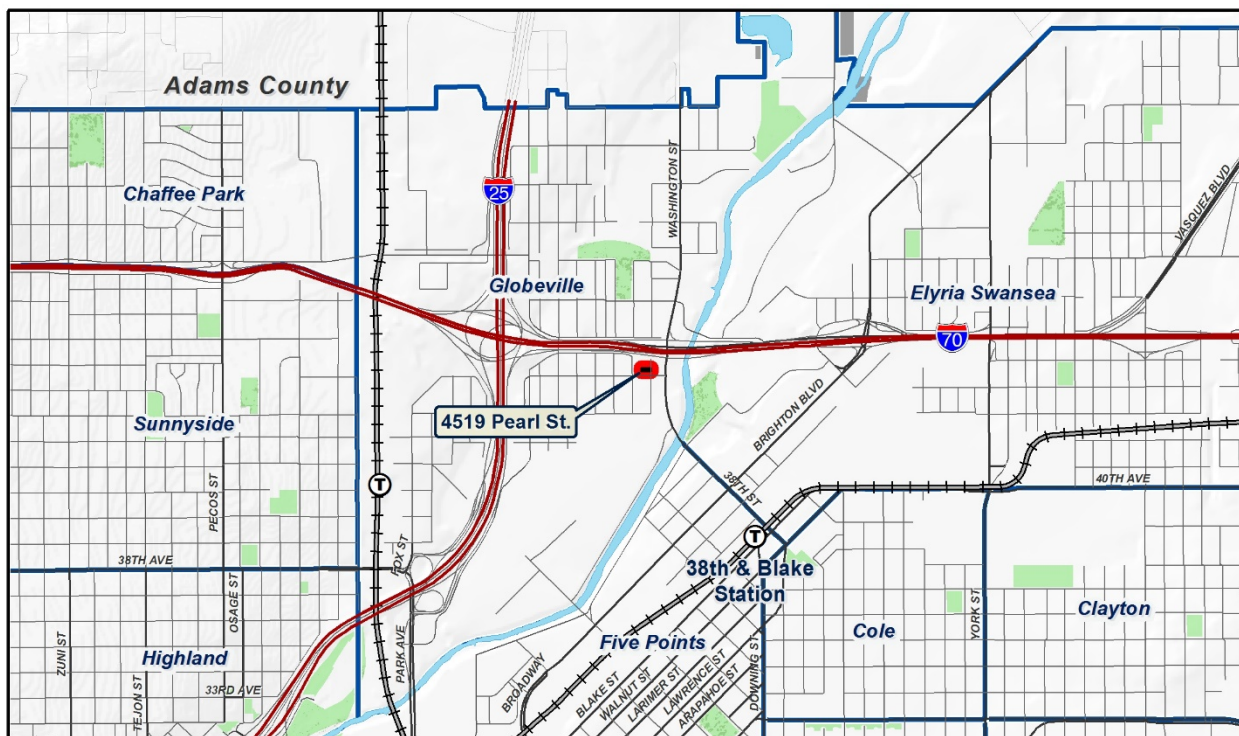 Adams County
Chaffee Park
25
WASHINGTON ST
VASQUEZ BLVD
Globeville
Elyria Swansea
70
4519 Pearl St.
Sunnyside
BRIGHTON BLVD
PECOS ST
T
38TH ST
40TH AVE
38TH AVE
FOX ST
T
38th & Blake
Station
OSAGE ST
Clayton
YORK ST
Cole
Five Points
ZUNI ST
Highland
PARK AVE
33RD AVE
TEJON ST
BROADWAY
BLAKE ST
WALNUT ST
LARIMER ST
LAWRENCE ST
ARAPAHOE ST
DOWNING ST